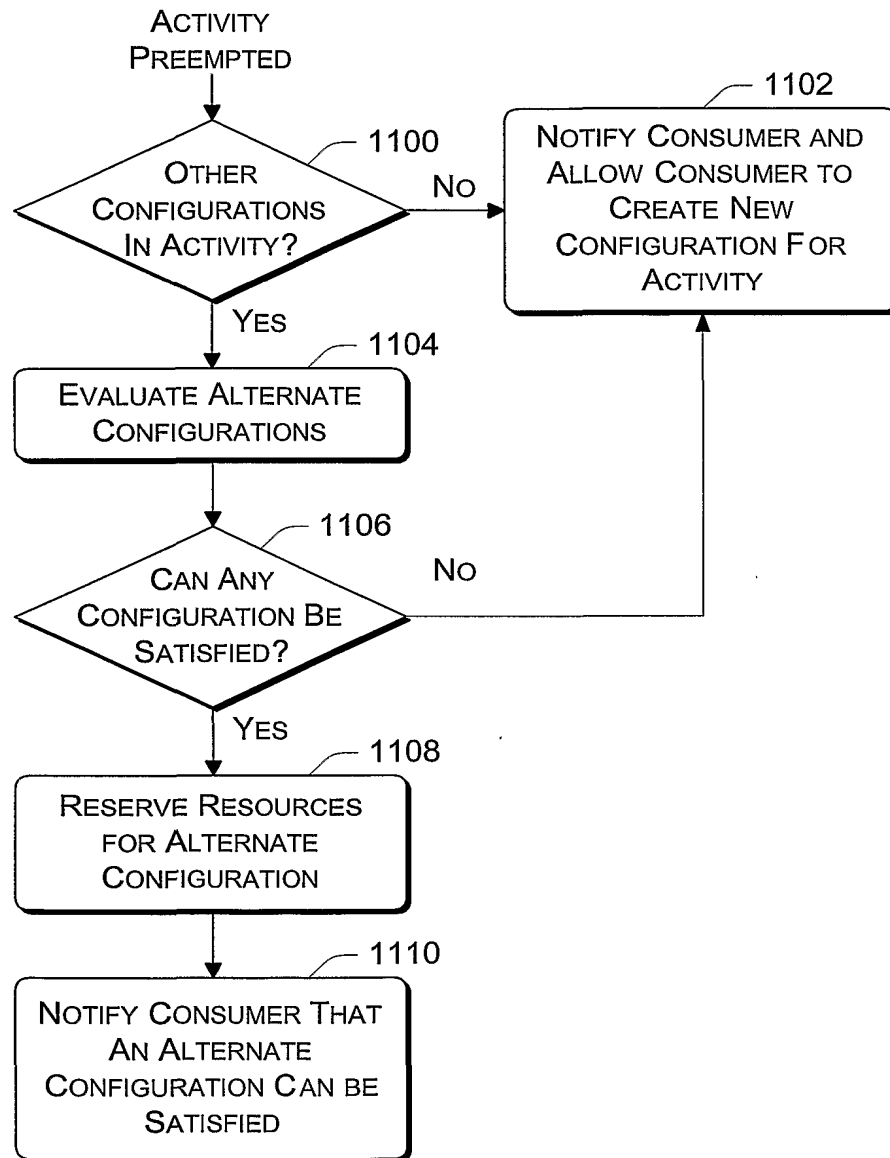 ACTIVITY
PREEMPTED
1100
OTHER
CONFIGURATIONS
IN ACTIVITY?
NO
1102
NOTIFY CONSUMER AND
ALLOW CONSUMER TO
CREATE NEW
CONFIGURATION FOR
ACTIVITY
YES
1104
EVALUATE ALTERNATE
CONFIGURATIONS
1106
CAN ANY
CONFIGURATION BE
SATISFIED?
NO
YES
1108
RESERVE RESOURCES
FOR ALTERNATE
CONFIGURATION
1110
NOTIFY CONSUMER THAT
AN ALTERNATE
CONFIGURATION CAN BE
SATISFIED